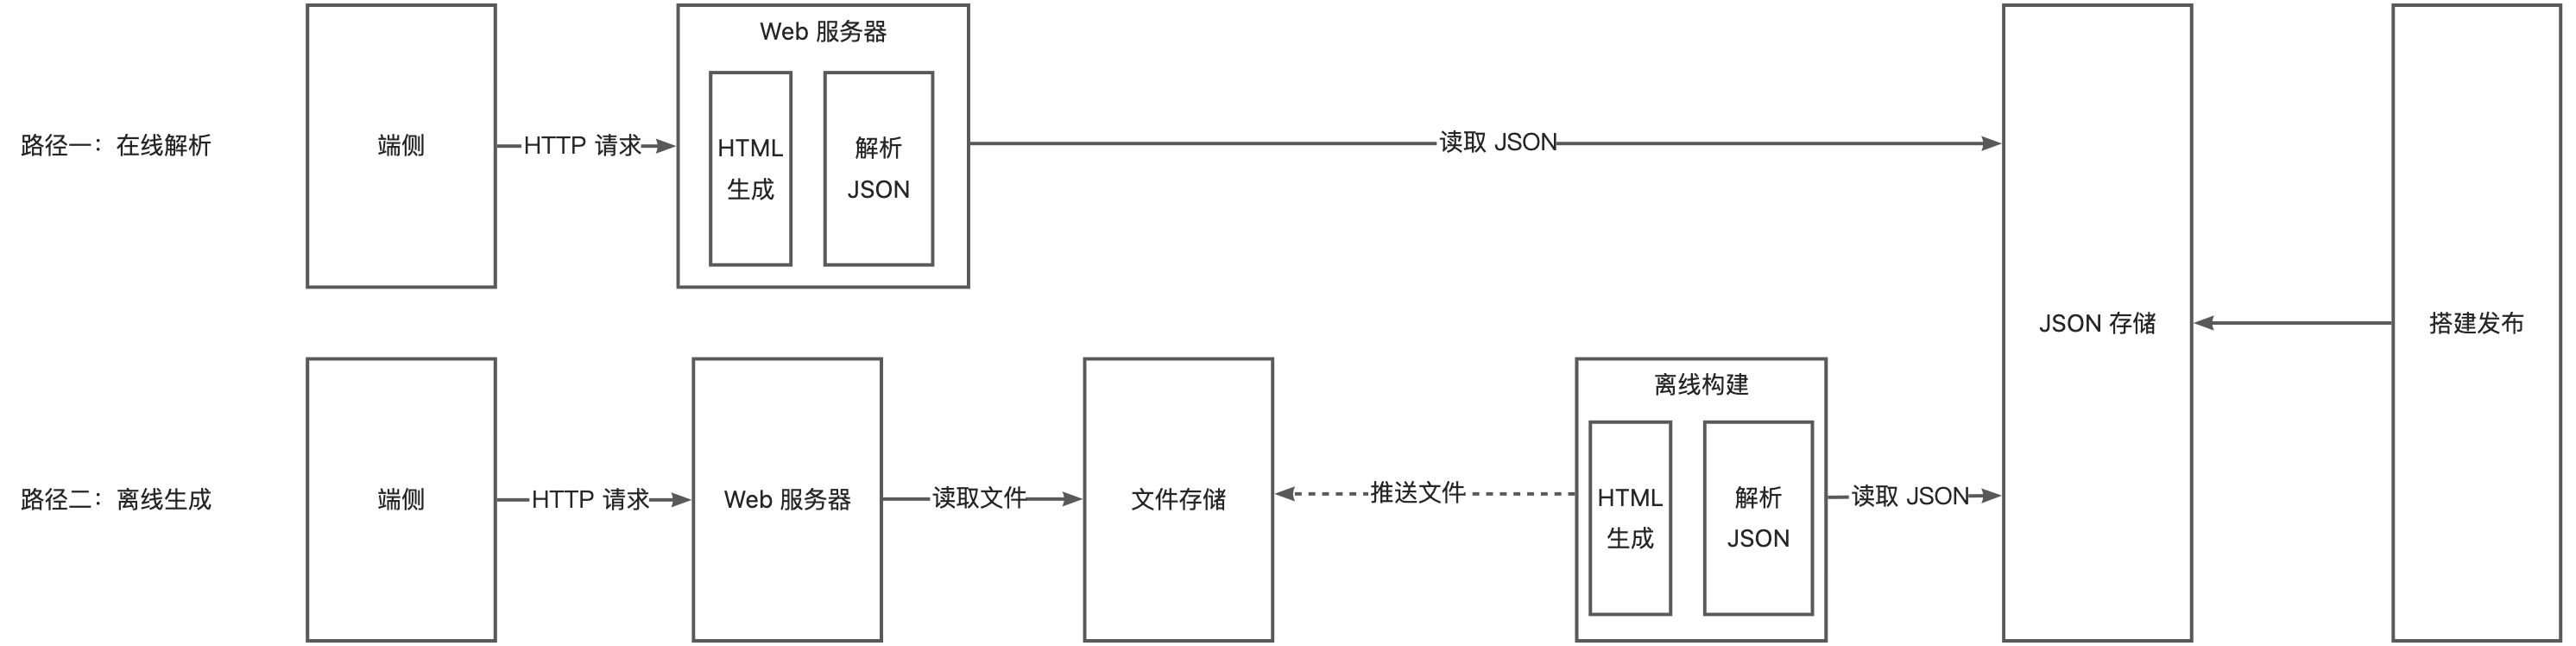 Web 服务器
路径一：在线解析
端侧
HTTP 请求
HTML
生成
解析
JSON
读取 JSON
JSON 存储
搭建发布
离线构建
路径二：离线生成
端侧
HTTP 请求
Web 服务器
读取文件
文件存储
推送文件
HTML
生成
解析
JSON
读取 JSON